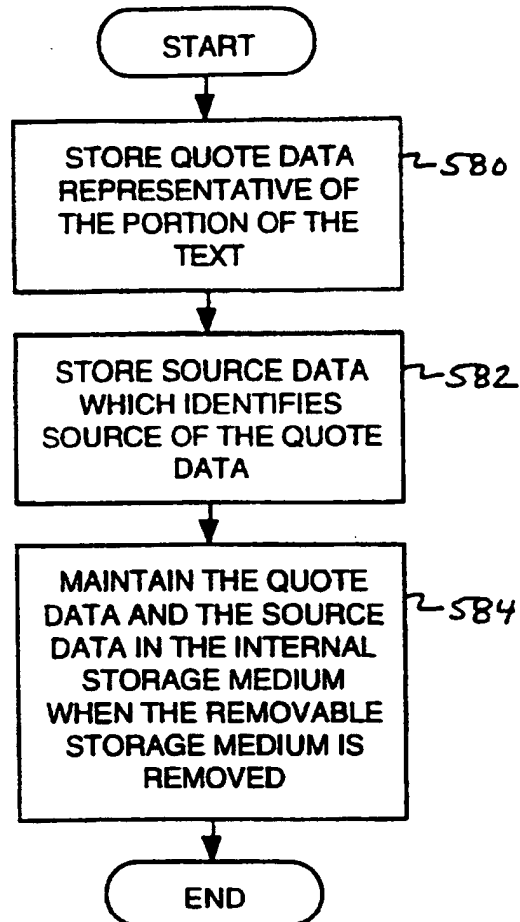 START
STORE QUOTE DATA
REPRESENTATIVE OF
THE PORTION OF THE
TEXT
580
STORE SOURCE DATA
WHICH IDENTIFIES
SOURCE OF THE QUOTE
DATA
582
MAINTAIN THE QUOTE
DATA AND THE SOURCE
DATA IN THE INTERNAL
STORAGE MEDIUM
WHEN THE REMOVABLE
STORAGE MEDIUM IS
REMOVED
584
END